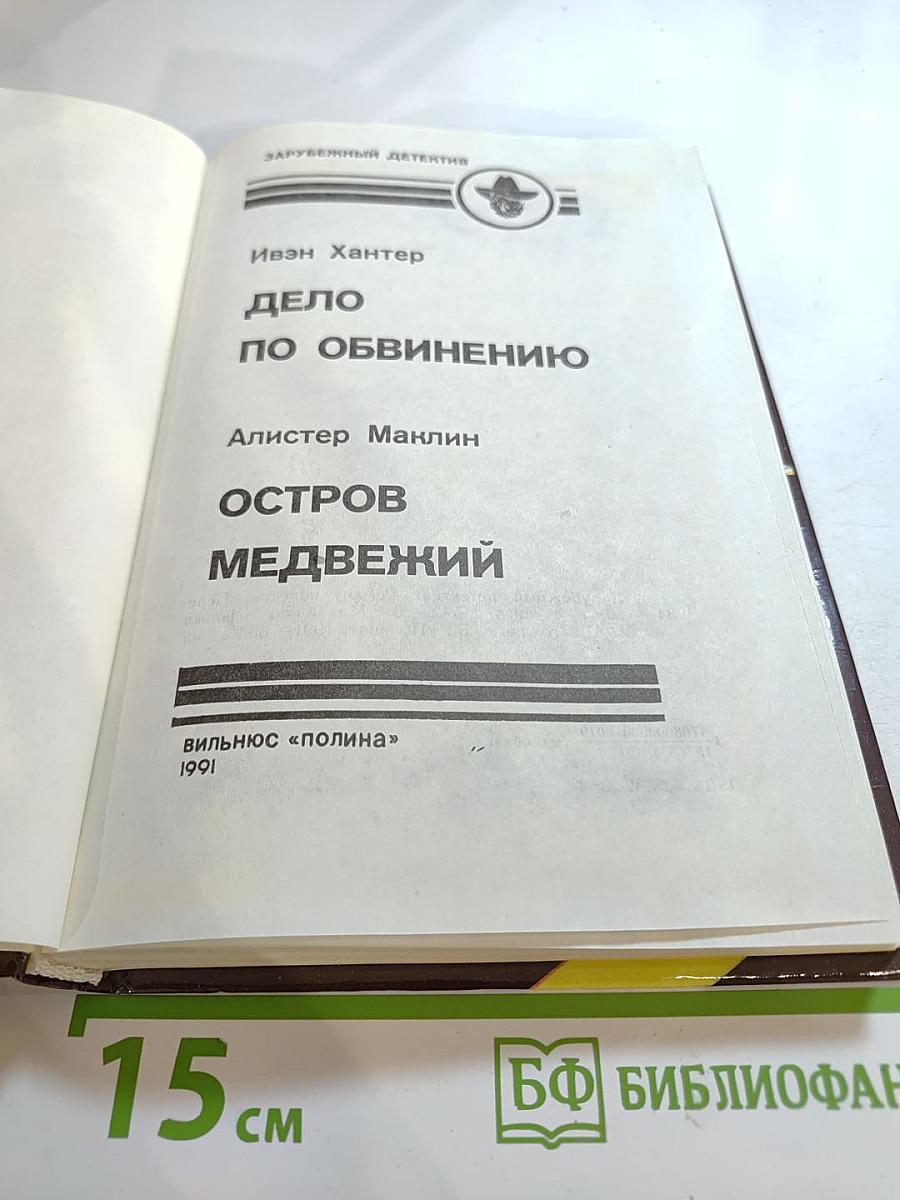 ЗАРУБЕЖНЫЙ ДЕТЕКТИВ
Ивэн Хантер
ДЕЛО
ПО ОБВИНЕНИЮ
Алистер Маклин
ОСТРОВ
МЕДВЕЖИЙ
ВИЛЬНЮС «ПОЛИНА»
1991
15 см
БФ БИБЛИОФАН